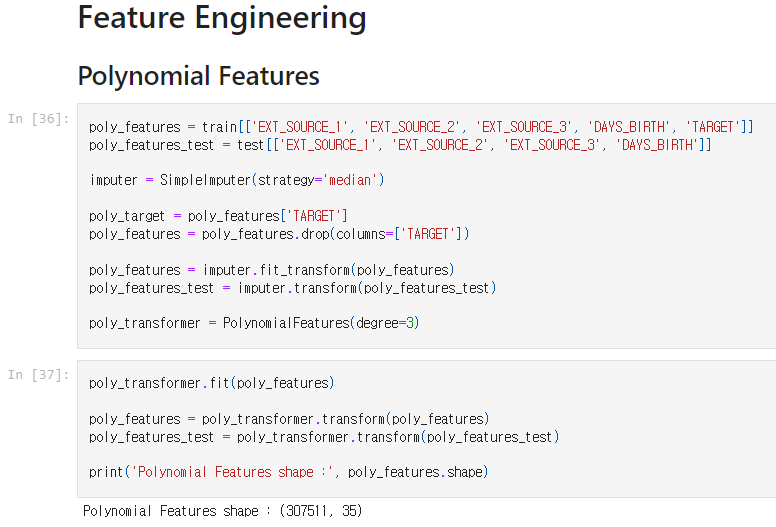 Feature Engineering
Polynomial Features
In [36]:
poly_features = train[['EXT_SOURCE_1', 'EXT_SOURCE_2', 'EXT_SOURCE_3', 'DAYS_BIRTH', 'TARGET']]
poly_features_test = test[['EXT_SOURCE_1', 'EXT_SOURCE_2', 'EXT_SOURCE_3', 'DAYS_BIRTH']]
imputer = SimpleImputer(strategy='median')
poly_target = poly_features['TARGET']
poly_features = poly_features.drop(columns=['TARGET'])
poly_features = imputer.fit_transform(poly_features)
poly_features_test = imputer.transform(poly_features_test)
poly_transformer = PolynomialFeatures(degree=3)
In [37]:
poly_transformer.fit(poly_features)
poly_features = poly_transformer.transform(poly_features)
poly_features_test = poly_transformer.transform(poly_features_test)
print('Polynomial Features shape :', poly_features.shape)
Polynomial Features shape : (307511, 35)